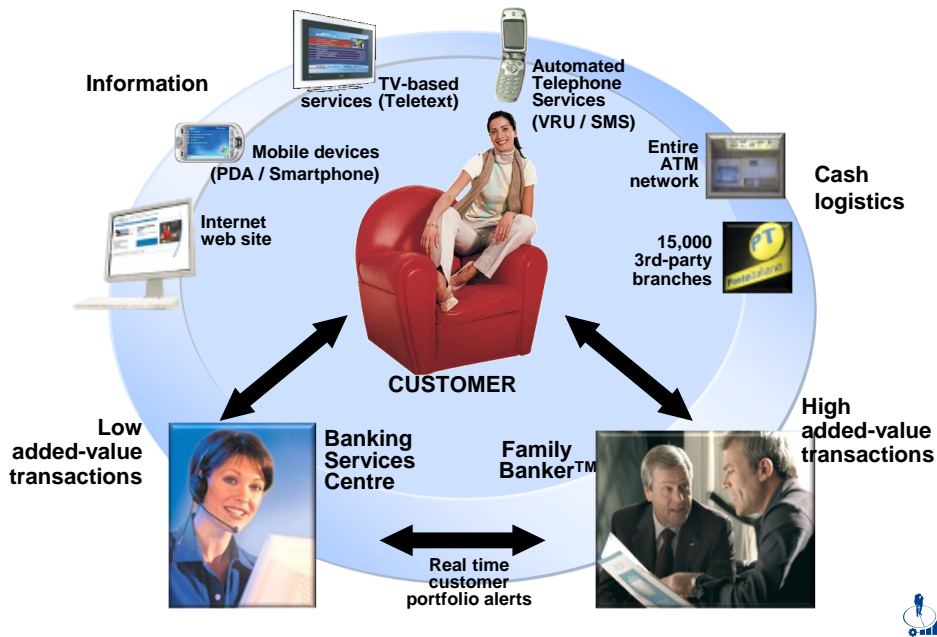 Information
TV-based
services (Teletext)
Automated
Telephone
Services
(VRU / SMS)
Mobile devices
(PDA / Smartphone)
Entire
ATM
network
Cash
logistics
Internet
web site
15,000
3rd-party
branches
PT
Posteitaliane
CUSTOMER
Low
added-value
transactions
Banking
Services
Centre
Family
Banker™
High
added-value
transactions
Real time
customer
portfolio alerts